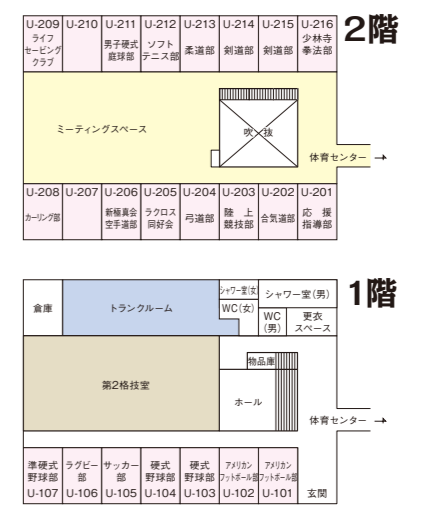 2階
U-209 U-210 U-211 U-212 U-213 U-214 U-215 U-216
ライフ
セービング
クラブ
男子硬式
庭球部
ソフト
テニス部
柔道部
剣道部
剣道部
少林寺
拳法部
ミーティングスペース
吹抜
体育センター →
U-208 U-207 U-206 U-205 U-204 U-203 U-202 U-201
カーリング部
新極真会
空手道部
ラクロス
同好会
弓道部
陸上
競技部
合気道部
応援
指導部
1階
倉庫
トランクルーム
シャワー室(女)
WC(女)
シャワー室(男)
WC
(男)
更衣
スペース
第2格技室
物品庫
ホール
体育センター →
準硬式
野球部
U-107
ラグビー
部
U-106
サッカー
部
U-105
硬式
野球部
U-104
硬式
野球部
U-103
アメリカン
フットボール部
U-102
アメリカン
フットボール部
U-101
玄関